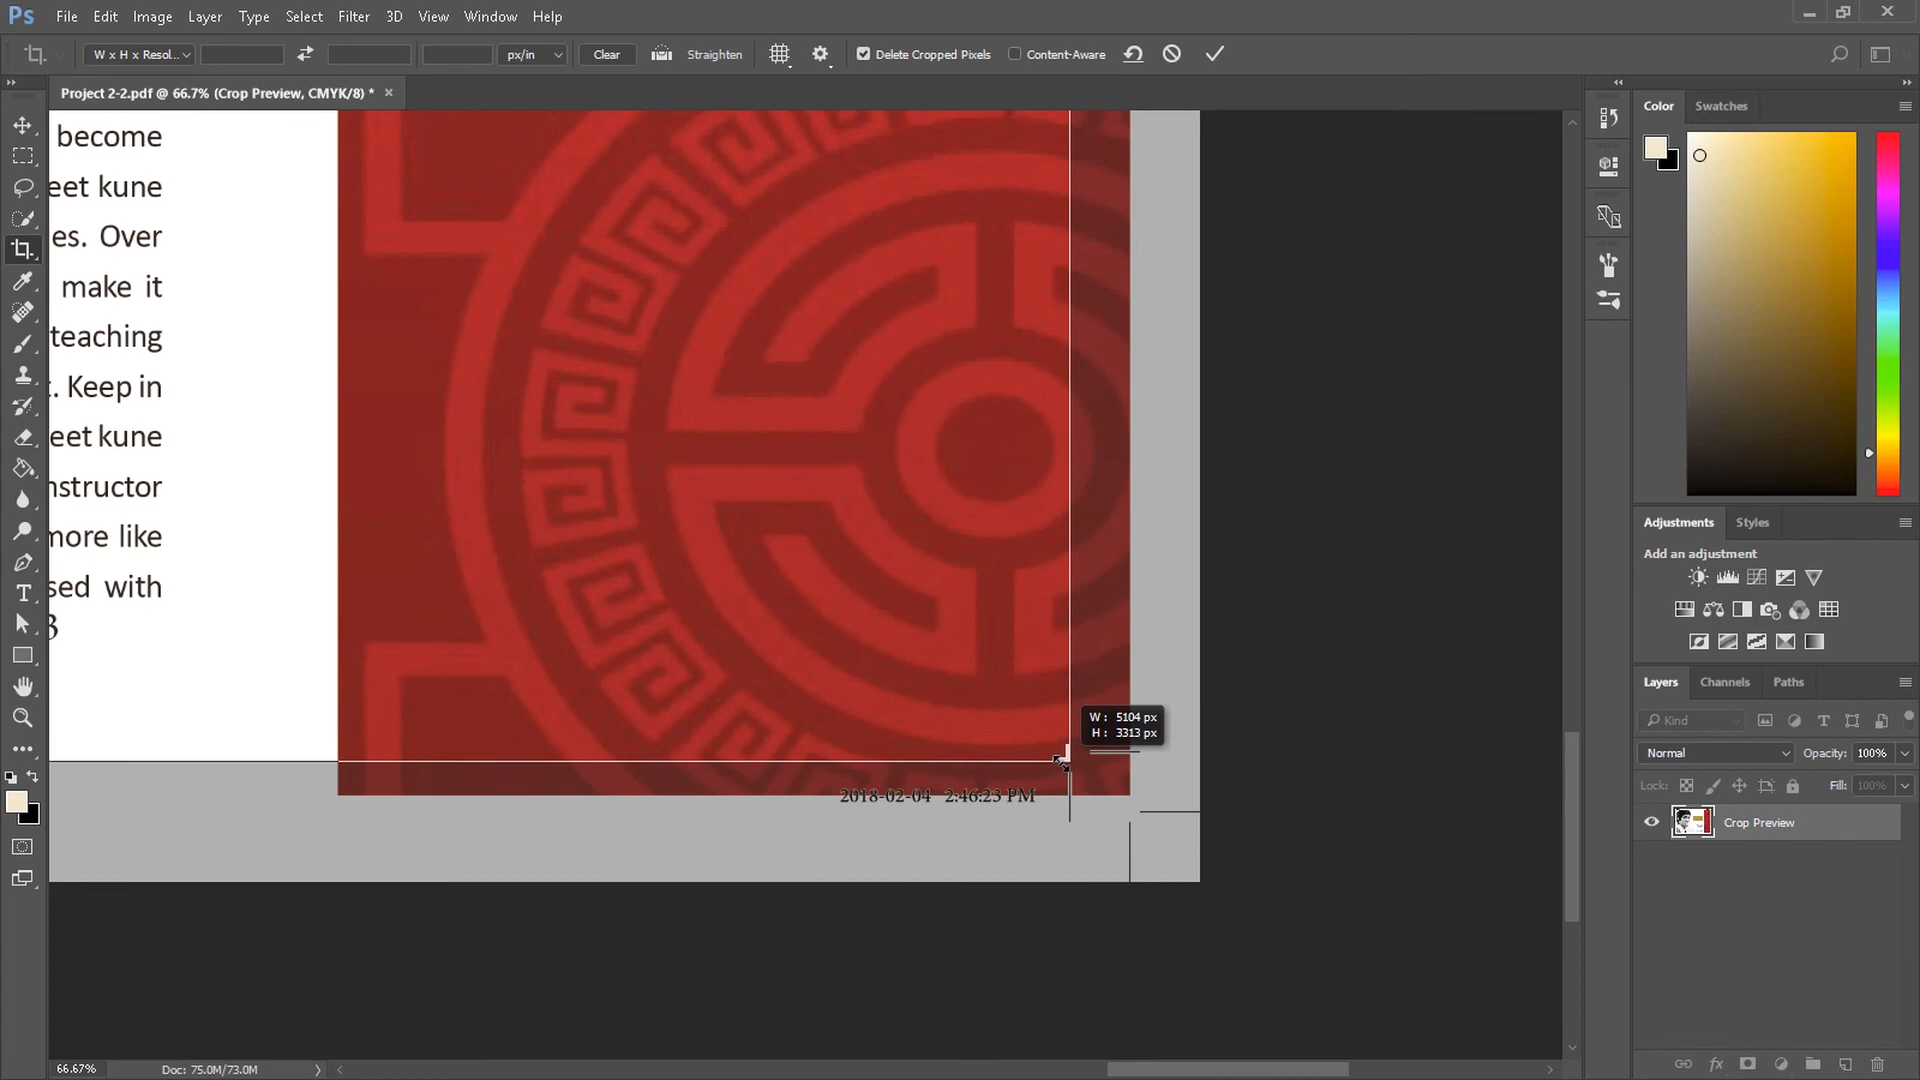 Ps File Edit Image Layer Type Select Filter 3D View Window Help
W x H x Resol... px/in Clear Straighten Delete Cropped Pixels Content-Aware
Project 2-2.pdf @ 66.7% (Crop Preview, CMYK/8) *
Color Swatches
become
eet kune
es. Over
make it
teaching
. Keep in
eet kune
nstructor
more like
sed with
3
W : 5104 px
H : 3313 px
2018-02-04 2:46:23 PM
Adjustments Styles
Add an adjustment
Layers Channels Paths
Kind
Normal Opacity: 100%
Lock: Fill: 100%
Crop Preview
66.67% Doc: 75.0M/73.0M